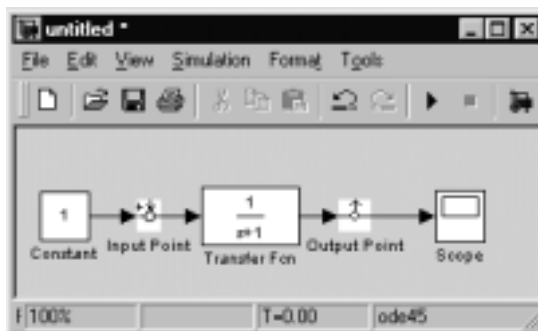 untitled *
File Edit View Simulation Format Tools
1
Constant
Input Point
1
s+1
Transfer Fcn
Output Point
Scope
100% T=0.00 ode45